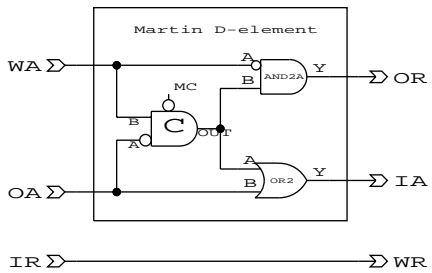 Martin D-element
WA
A
Y
OR
MC
B
AND2A
B
C
OUT
A
A
Y
OA
B
OR2
IA
IR
WR